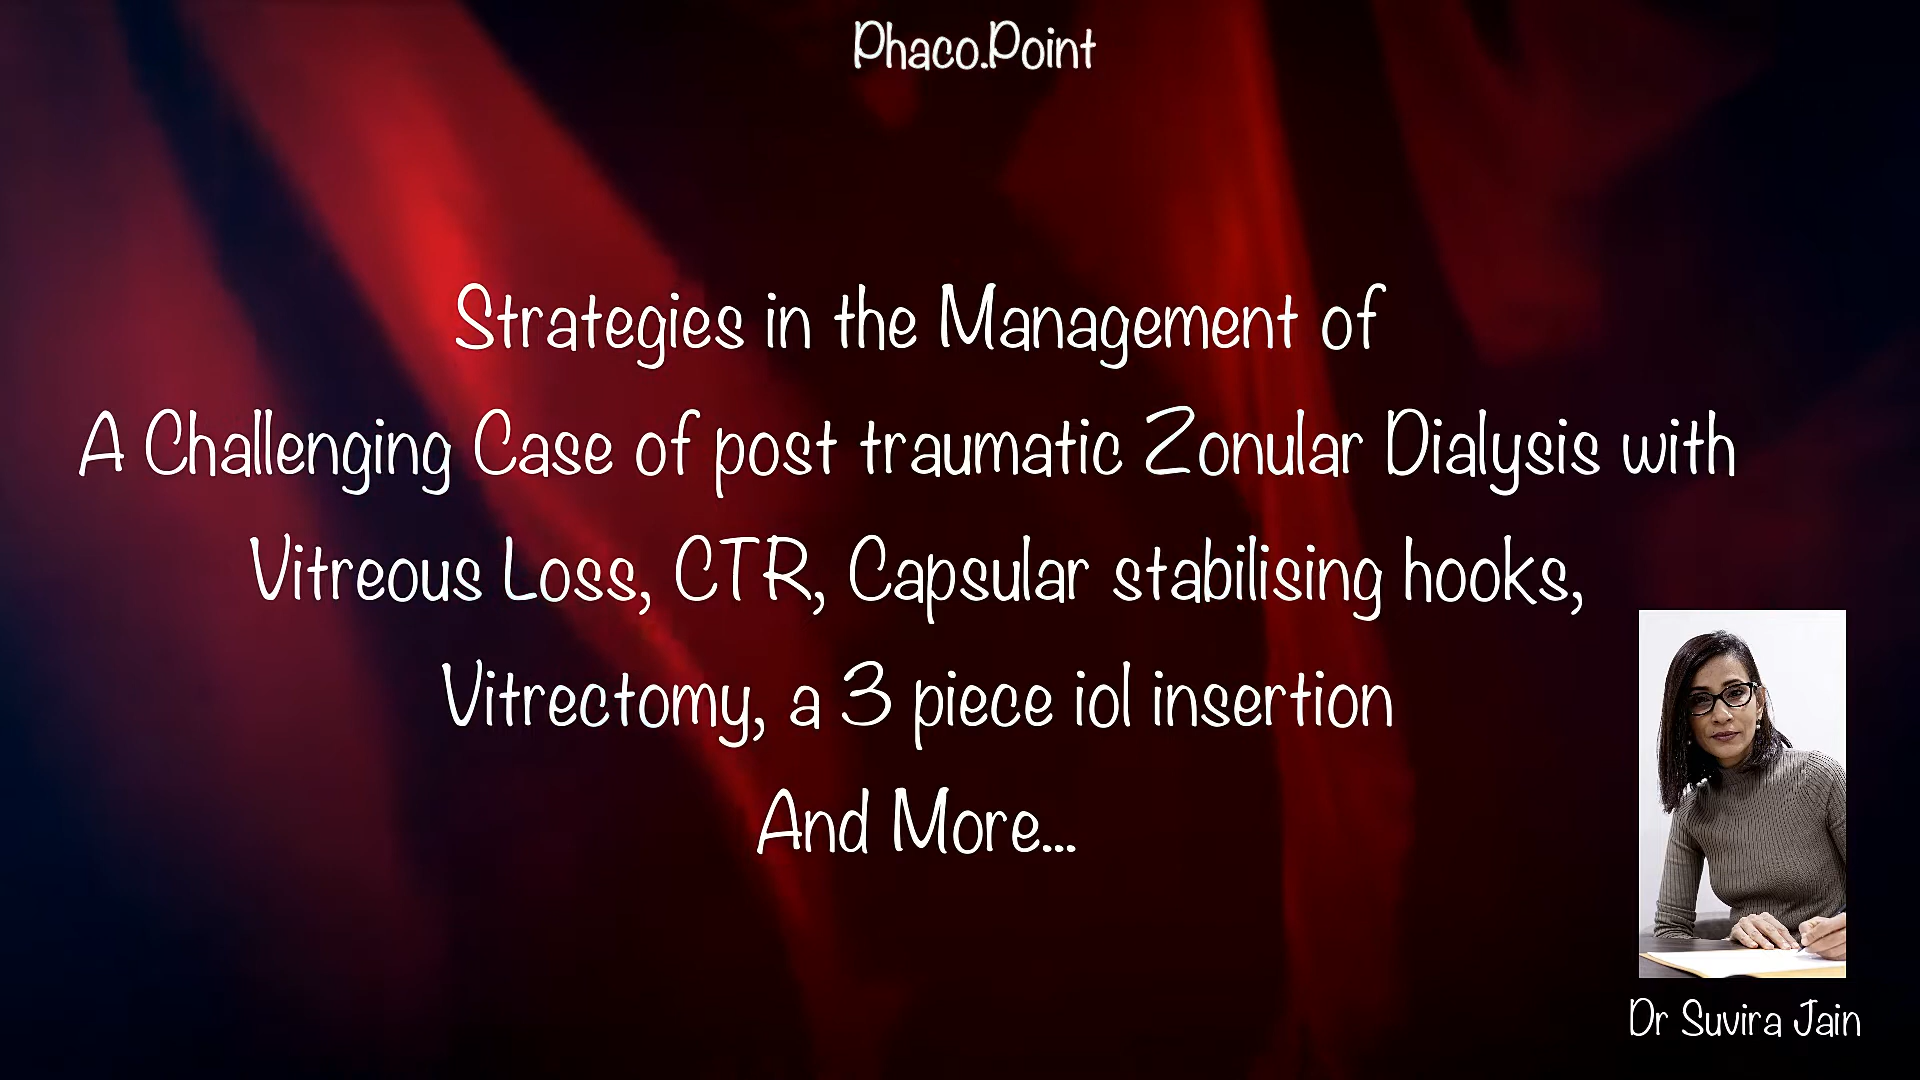 Phaco.Point
Strategies in the Management of
A Challenging Case of post traumatic Zonular Dialysis with
Vitreous Loss, CTR, Capsular stabilising hooks,
Vitrectomy, a 3 piece iol insertion
And More...
Dr Suvira Jain